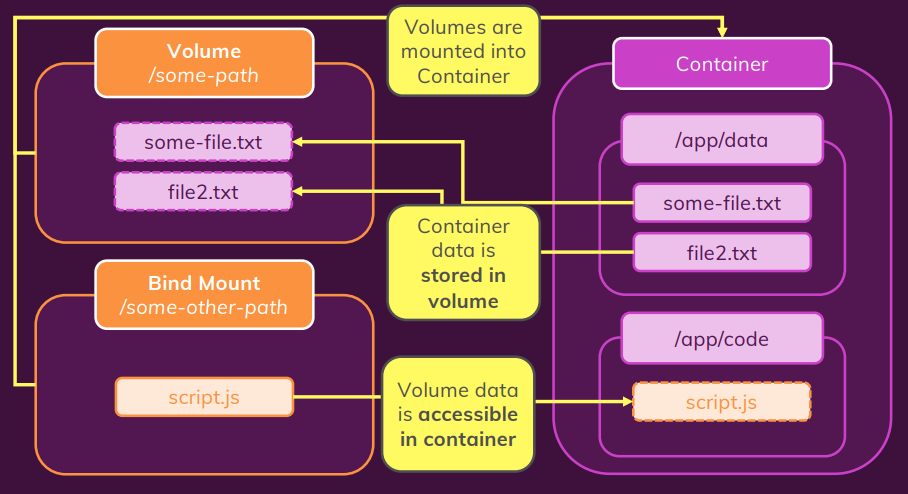 Volumes are
mounted into
Container
Volume
/some-path
some-file.txt
file2.txt
Container
/app/data
some-file.txt
file2.txt
Container
data is
stored in
volume
Bind Mount
/some-other-path
script.js
Volume data
is accessible
in container
/app/code
script.js